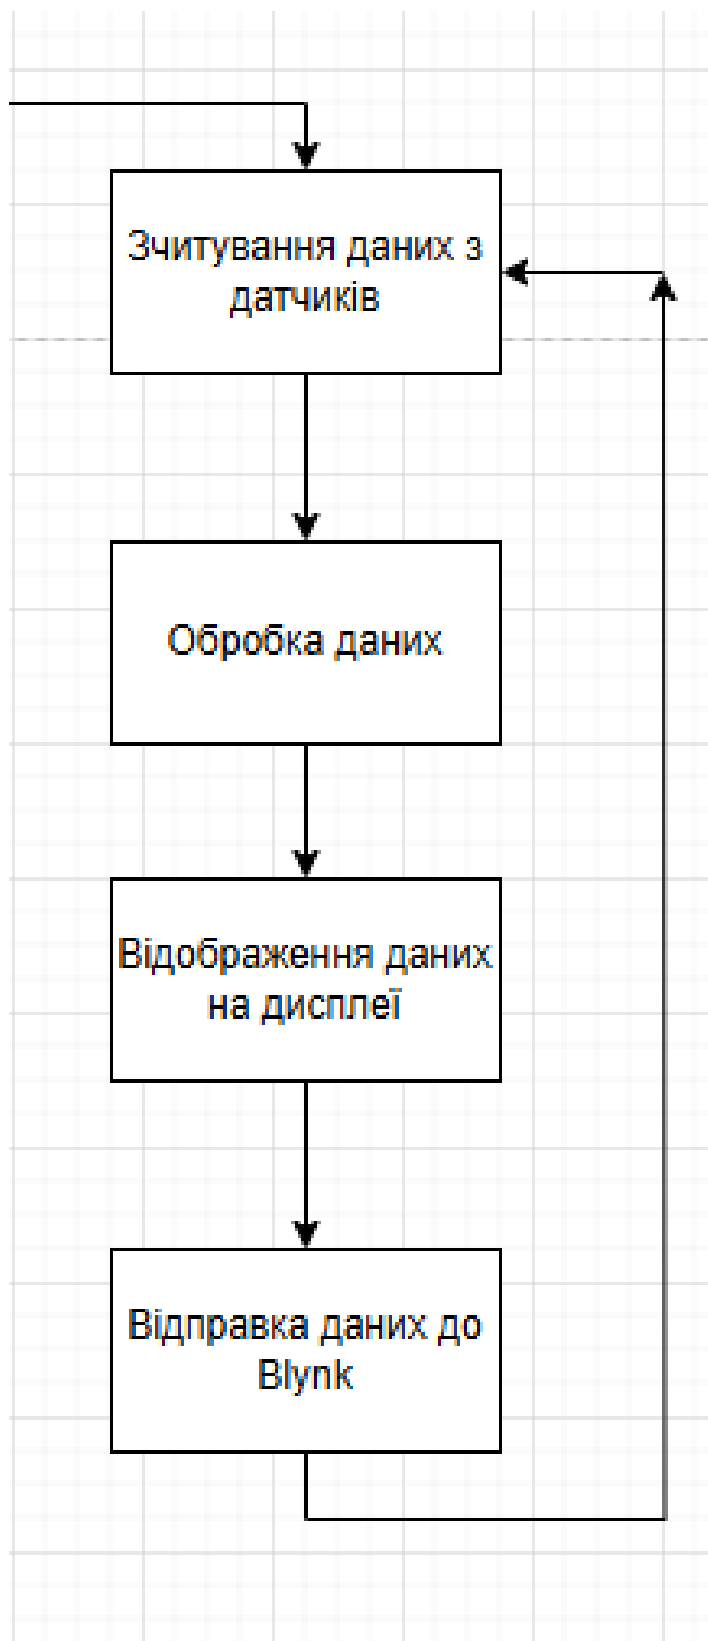 Зчитування даних з
датчиків
Обробка даних
Відображення даних
на дисплеї
Відправка даних до
Blynk